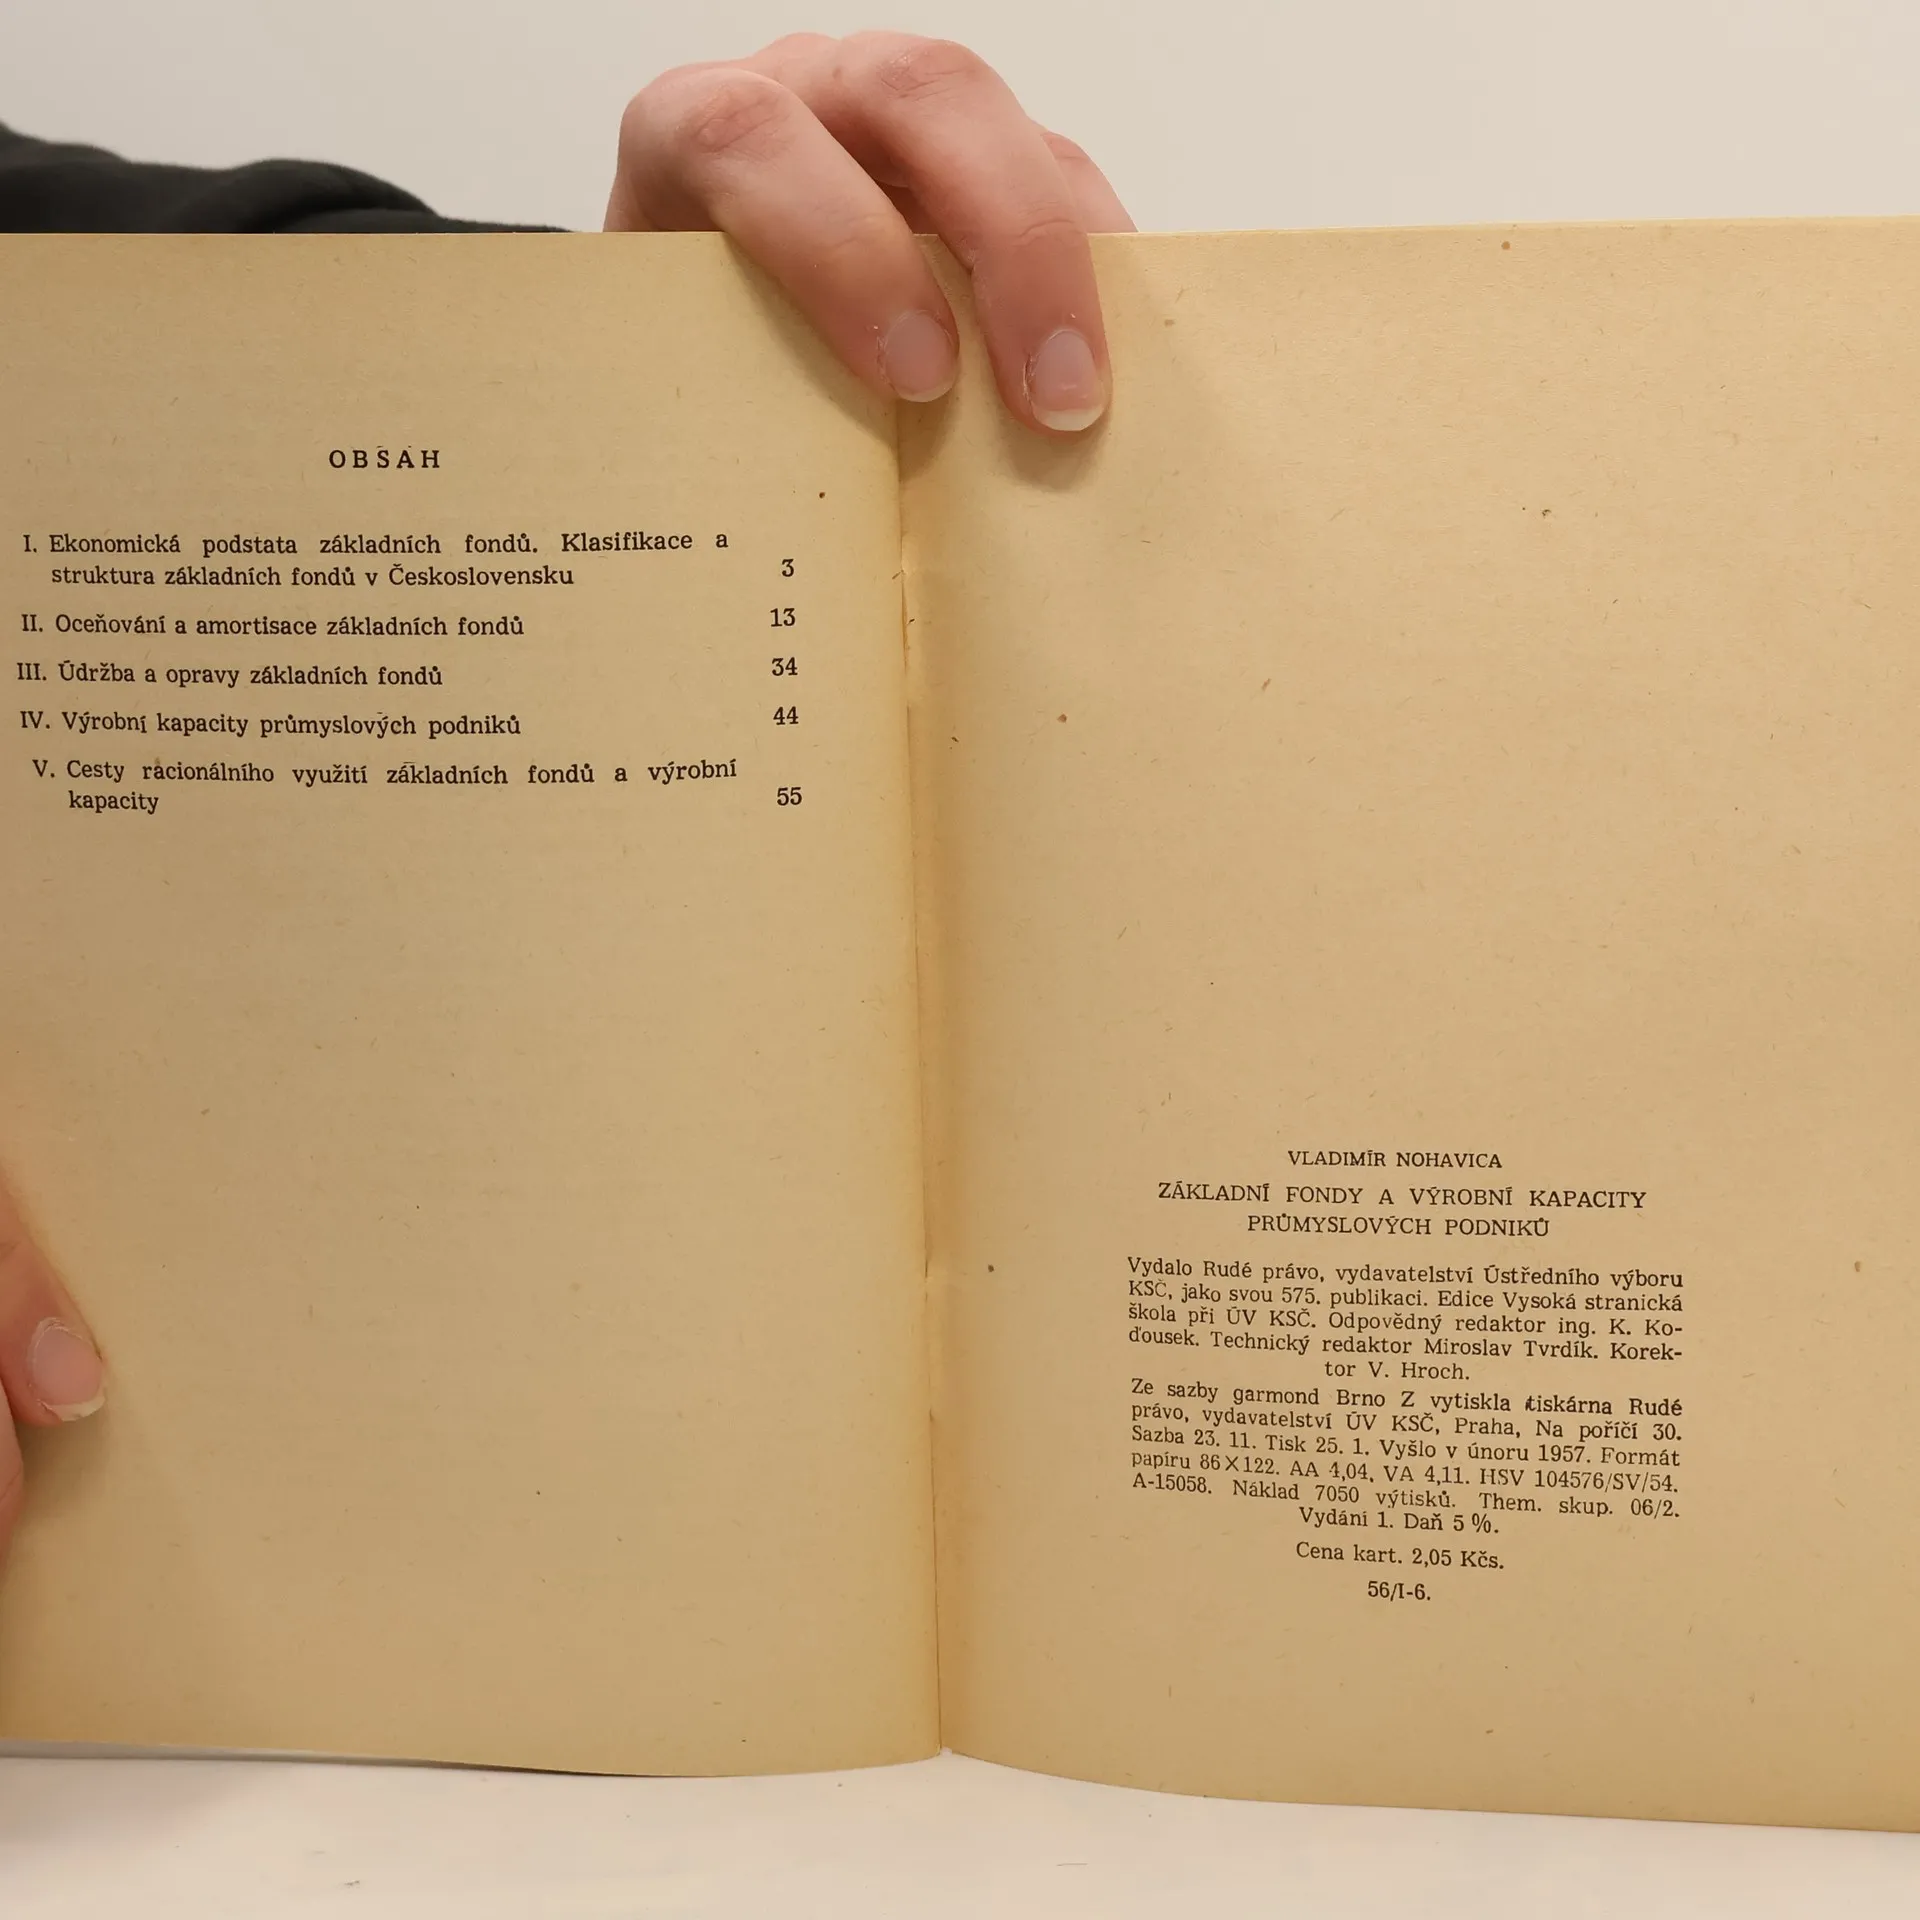 OBSAH
I. Ekonomická podstata základních fondů. Klasifikace a
struktura základních fondů v Československu 3
II. Oceňování a amortisace základních fondů 13
III. Údržba a opravy základních fondů 34
IV. Výrobní kapacity průmyslových podniků 44
V. Cesty racionálního využití základních fondů a výrobní
kapacity 55
VLADIMÍR NOHAVICA
ZÁKLADNÍ FONDY A VÝROBNÍ KAPACITY
PRŮMYSLOVÝCH PODNIKŮ
Vydalo Rudé právo, vydavatelství Ústředního výboru
KSČ, jako svou 575. publikaci. Edice Vysoká stranická
škola při ÚV KSČ. Odpovědný redaktor ing. K. Ko-
ďousek. Technický redaktor Miroslav Tvrdík. Korek-
tor V. Hroch.
Ze sazby garmond Brno Z vytiskla tiskárna Rudé
právo, vydavatelství ÚV KSČ, Praha, Na poříčí 30.
Sazba 23. 11. Tisk 25. 1. Vyšlo v únoru 1957. Formát
papíru 86×122. AA 4,04, VA 4,11. HSV 104576/SV/54.
A-15058. Náklad 7050 výtisků. Them. skup. 06/2.
Vydání 1. Daň 5 %.
Cena kart. 2,05 Kčs.
56/I-6.